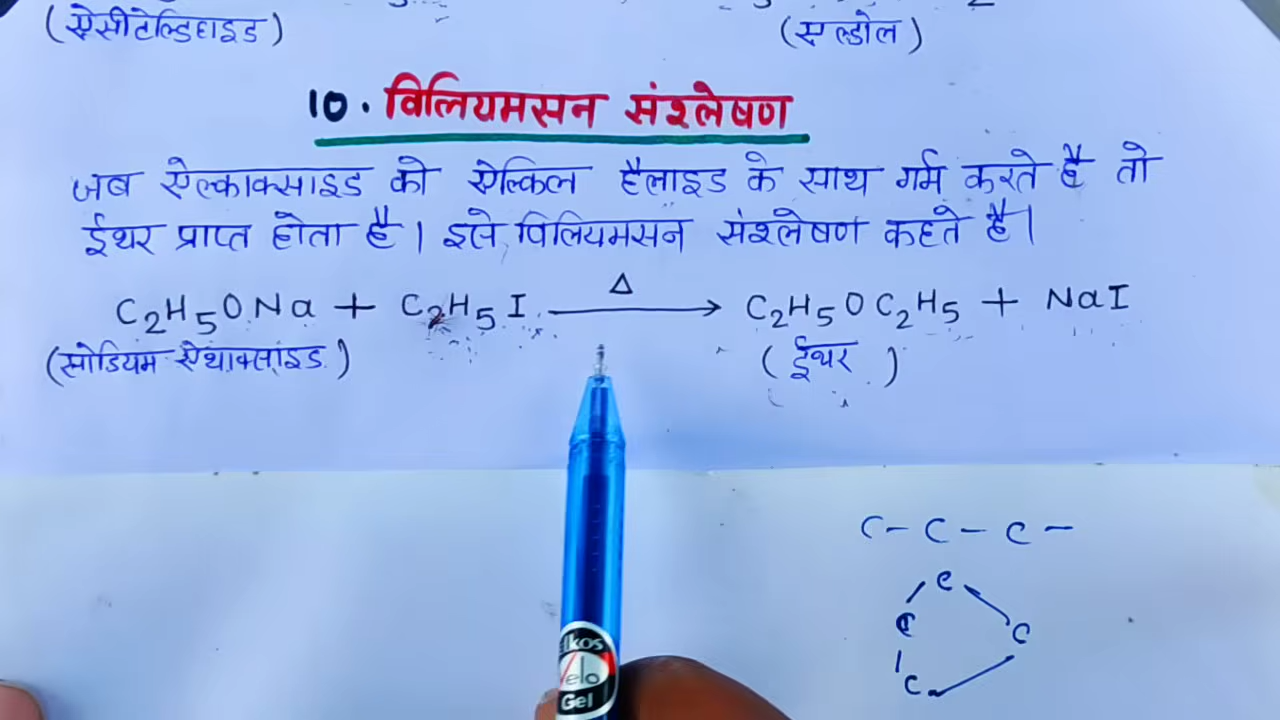 (ऐसीटेल्डिहाइड) (एल्डोल)
10. विलियमसन संश्लेषण
जब ऐल्काक्साइड को ऐल्किल हैलाइड के साथ गर्म करते है तो
ईथर प्राप्त होता है। इसे विलियमसन संश्लेषण कहते है।
C₂H₅ONa + C₂H₅I —Δ→ C₂H₅OC₂H₅ + NaI
(सोडियम ऐथाक्साइड) (ईथर)
C - C - C -
C
C C
C
elkos
Velo
Gel